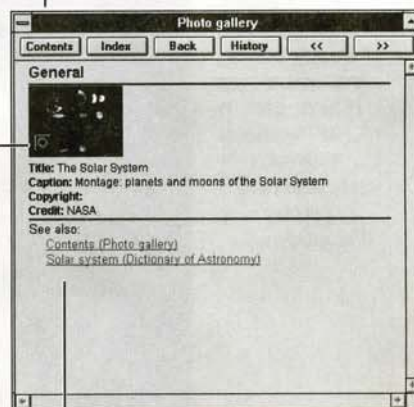 Photo gallery
Contents Index Back History << >>
General
Title: The Solar System
Caption: Montage: planets and moons of the Solar System
Copyright:
Credit: NASA
See also:
Contents (Photo gallery)
Solar system (Dictionary of Astronomy)